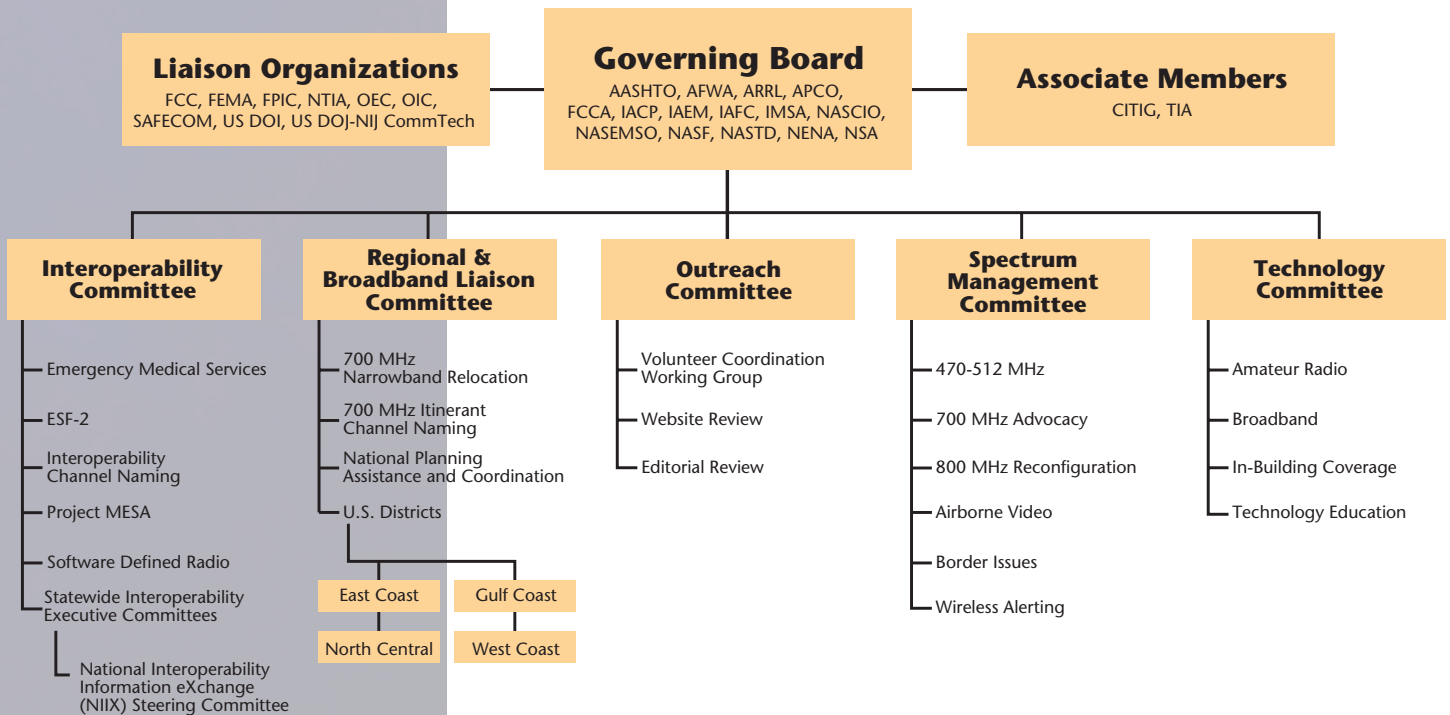 Liaison Organizations
FCC, FEMA, FPIC, NTIA, OEC, OIC,
SAFECOM, US DOI, US DOJ-NIJ CommTech
Governing Board
AASHTO, AFWA, ARRL, APCO,
FCCA, IACP, IAEM, IAFC, IMSA, NASCIO,
NASEMSO, NASF, NASTD, NENA, NSA
Associate Members
CITIG, TIA
Interoperability
Committee
Emergency Medical Services
ESF-2
Interoperability
Channel Naming
Project MESA
Software Defined Radio
Statewide Interoperability
Executive Committees
National Interoperability
Information eXchange
(NIIX) Steering Committee
Regional &
Broadband Liaison
Committee
700 MHz
Narrowband Relocation
700 MHz Itinerant
Channel Naming
National Planning
Assistance and Coordination
U.S. Districts
East Coast
Gulf Coast
North Central
West Coast
Outreach
Committee
Volunteer Coordination
Working Group
Website Review
Editorial Review
Spectrum
Management
Committee
470-512 MHz
700 MHz Advocacy
800 MHz Reconfiguration
Airborne Video
Border Issues
Wireless Alerting
Technology
Committee
Amateur Radio
Broadband
In-Building Coverage
Technology Education